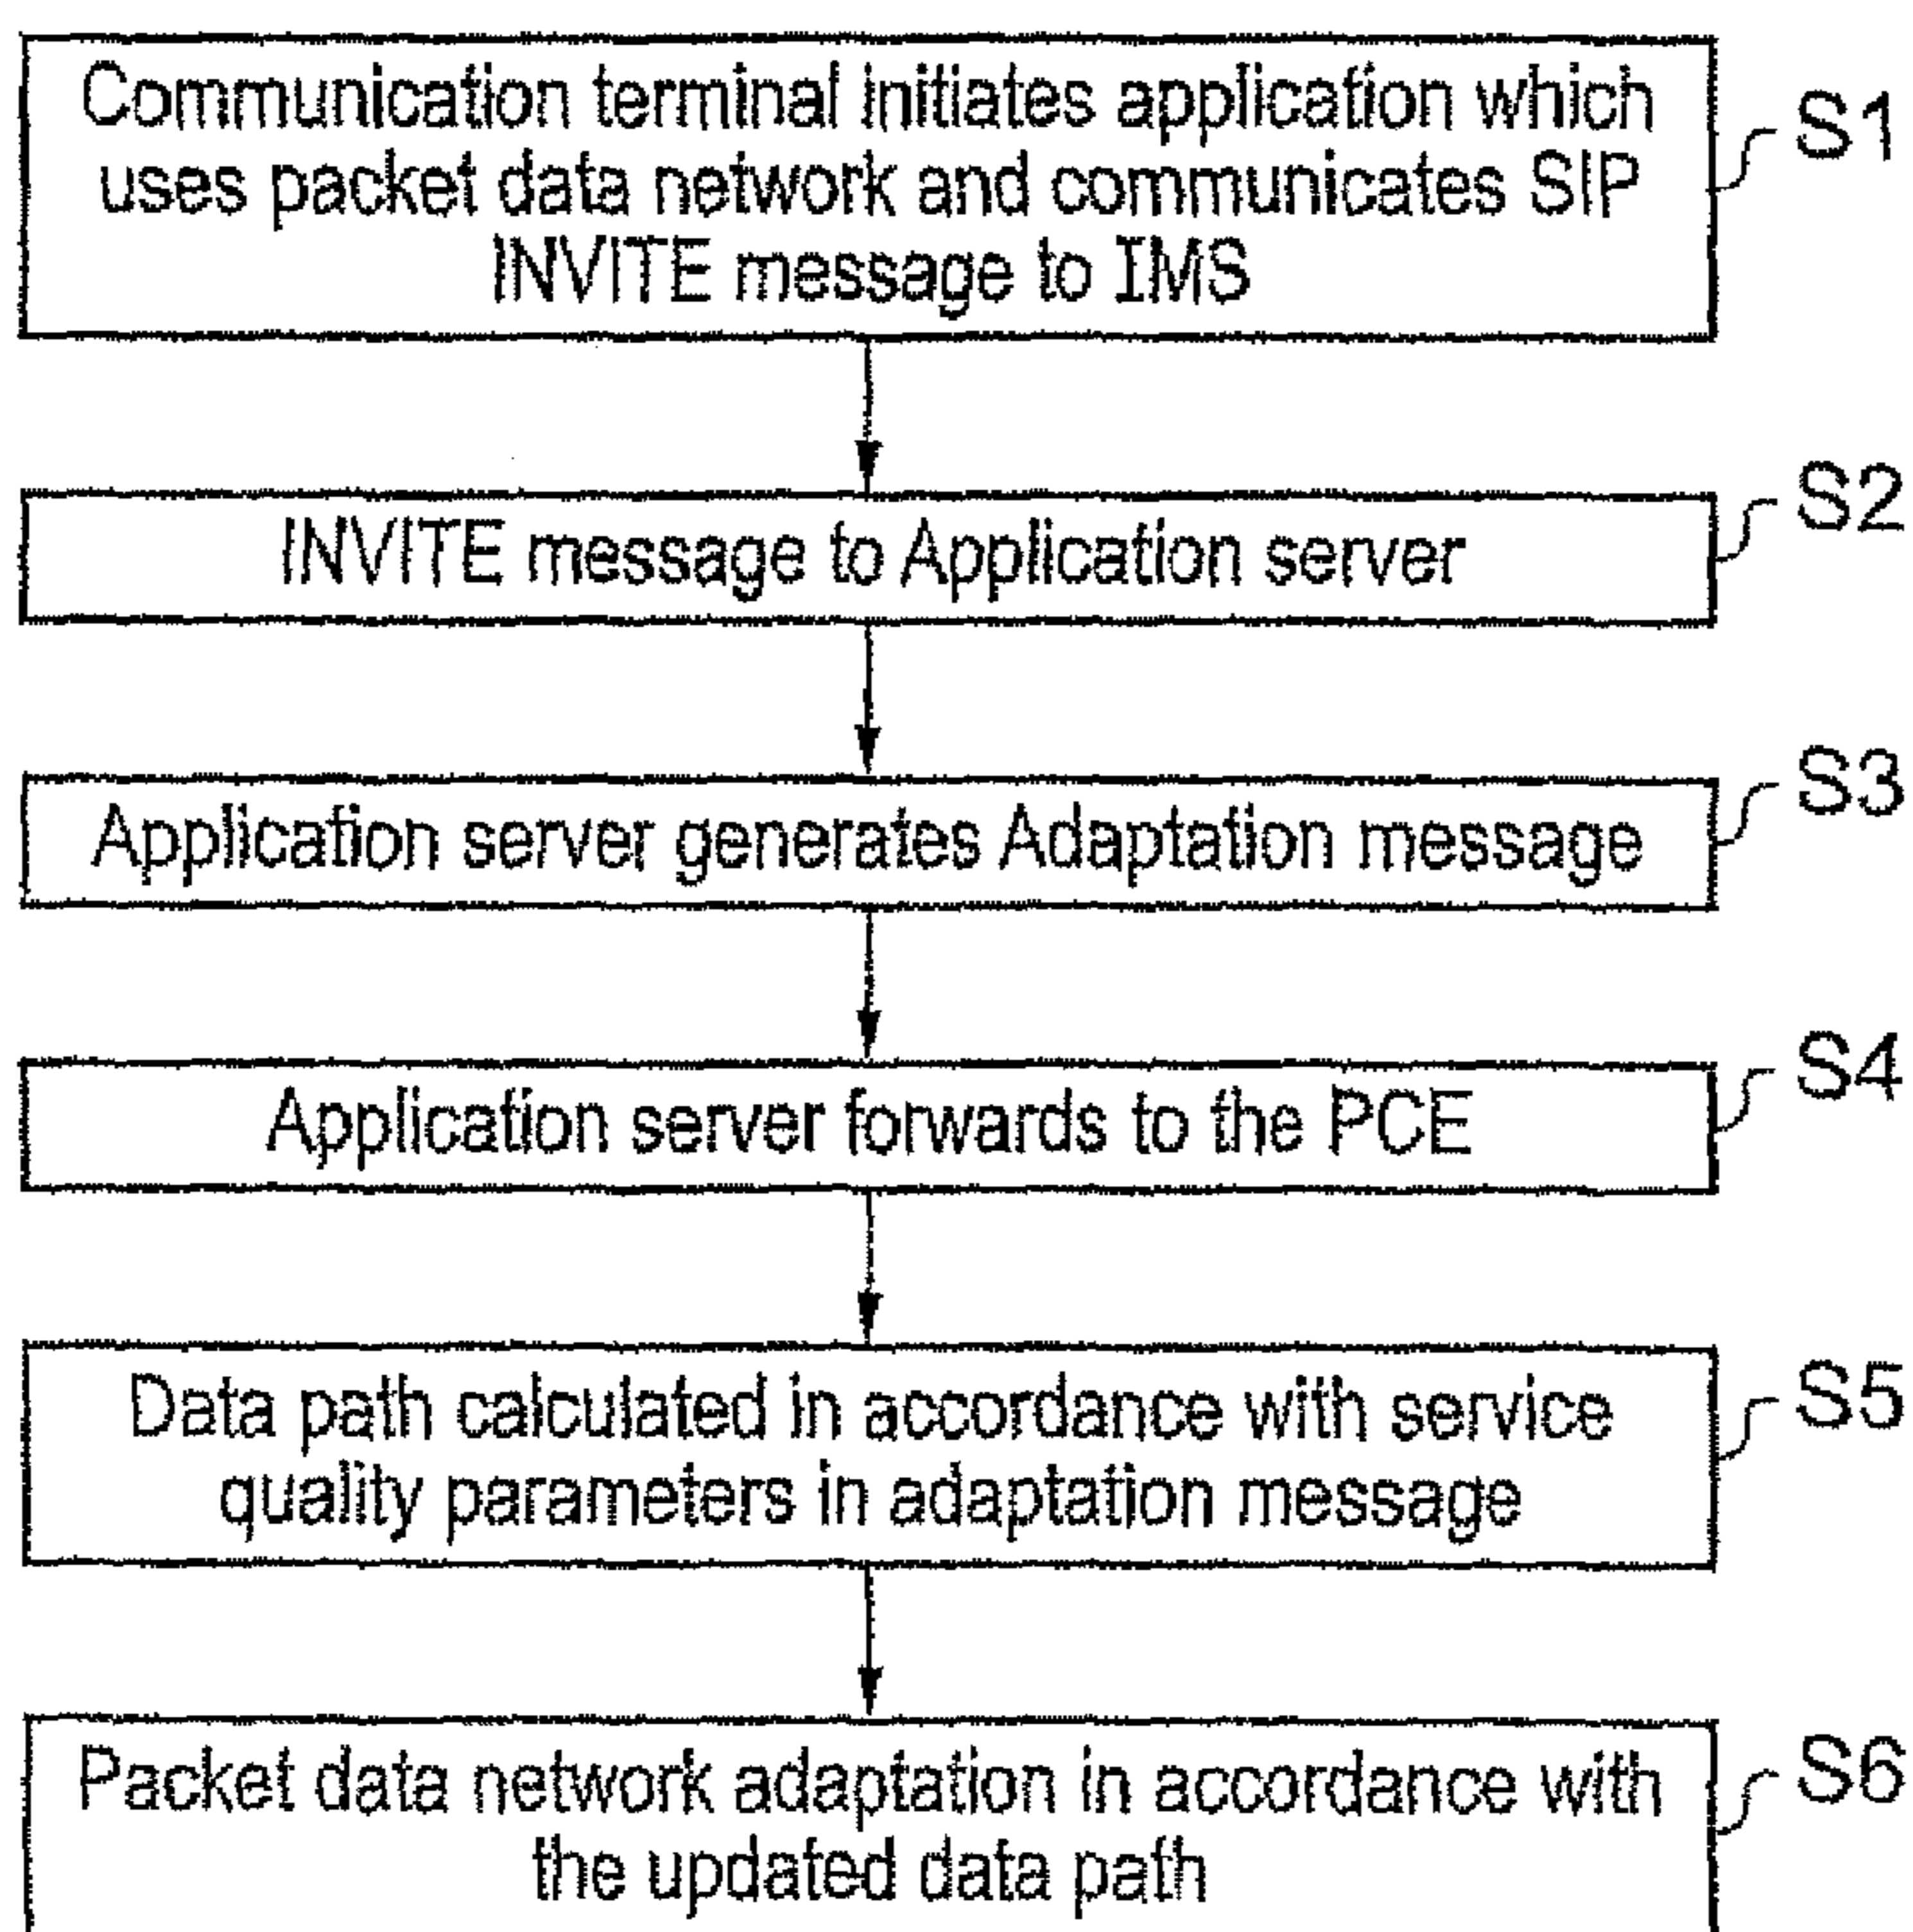 Communication terminal initiates application which
uses packet data network and communicates SIP
INVITE message to IMS
S1
INVITE message to Application server
S2
Application server generates Adaptation message
S3
Application server forwards to the PCE
S4
Data path calculated in accordance with service
quality parameters in adaptation message
S5
Packet data network adaptation in accordance with
the updated data path
S6